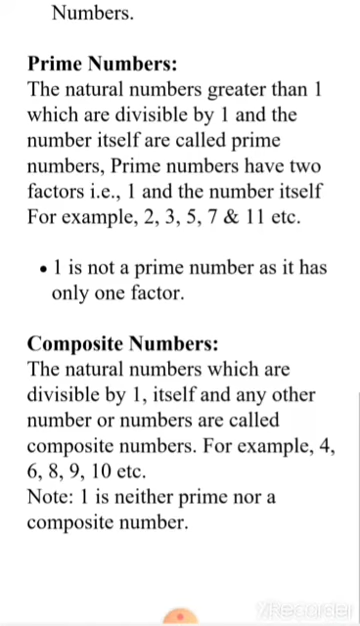 Numbers.
Prime Numbers:
The natural numbers greater than 1
which are divisible by 1 and the
number itself are called prime
numbers, Prime numbers have two
factors i.e., 1 and the number itself
For example, 2, 3, 5, 7 & 11 etc.
• 1 is not a prime number as it has
only one factor.
Composite Numbers:
The natural numbers which are
divisible by 1, itself and any other
number or numbers are called
composite numbers. For example, 4,
6, 8, 9, 10 etc.
Note: 1 is neither prime nor a
composite number.
XRecorder